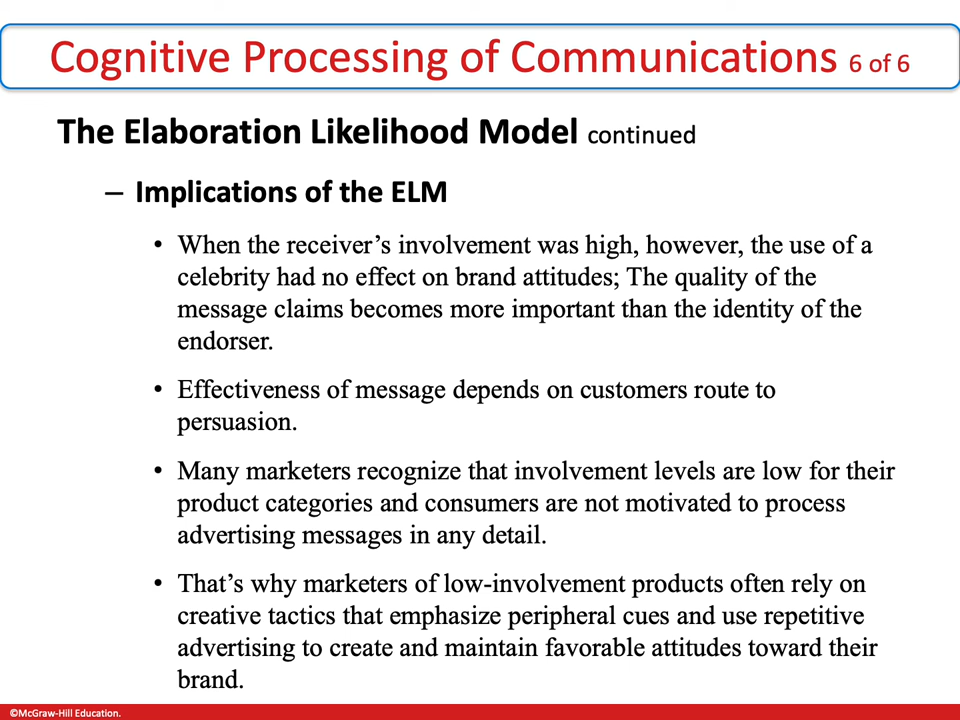 Cognitive Processing of Communications 6 of 6
The Elaboration Likelihood Model continued
– Implications of the ELM
• When the receiver’s involvement was high, however, the use of a
celebrity had no effect on brand attitudes; The quality of the
message claims becomes more important than the identity of the
endorser.
• Effectiveness of message depends on customers route to
persuasion.
• Many marketers recognize that involvement levels are low for their
product categories and consumers are not motivated to process
advertising messages in any detail.
• That’s why marketers of low-involvement products often rely on
creative tactics that emphasize peripheral cues and use repetitive
advertising to create and maintain favorable attitudes toward their
brand.
©McGraw-Hill Education.